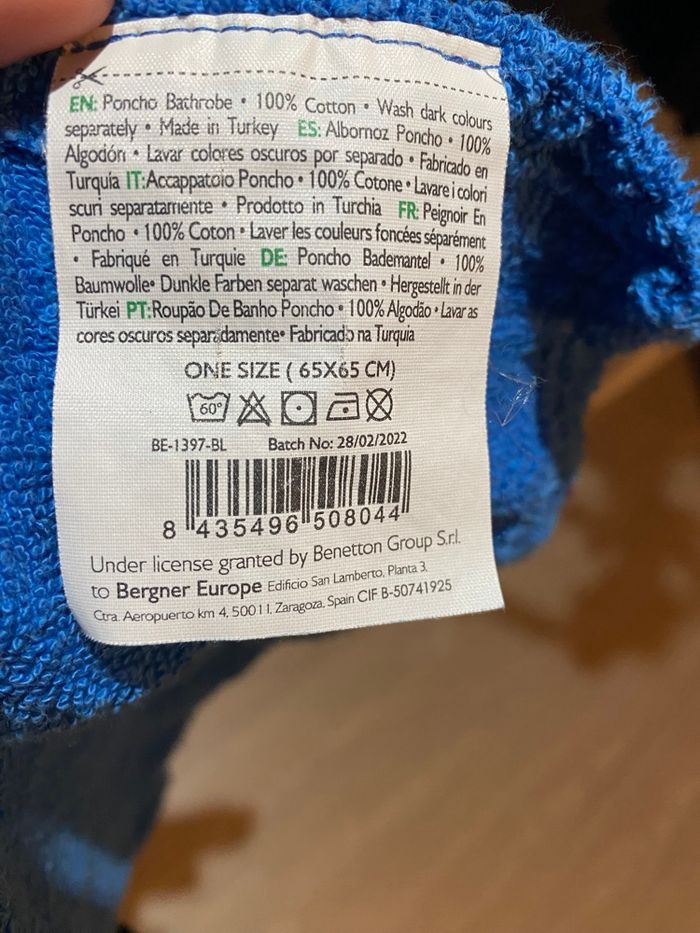 EN: Poncho Bathrobe • 100% Cotton • Wash dark colours
separately • Made in Turkey ES: Albornoz Poncho • 100%
Algodón • Lavar colores oscuros por separado • Fabricado en
Turquía IT:Accappatoio Poncho • 100% Cotone • Lavare i colori
scuri separatamente • Prodotto in Turchia FR: Peignoir En
Poncho • 100% Coton • Laver les couleurs foncées séparément
• Fabriqué en Turquie DE: Poncho Bademantel • 100%
Baumwolle• Dunkle Farben separat waschen • Hergestellt in der
Türkei PT:Roupão De Banho Poncho • 100% Algodão • Lavar as
cores oscuros separadamente• Fabricado na Turquia
ONE SIZE ( 65X65 CM)
60°
BE-1397-BL Batch No: 28/02/2022
8 435496 508044
Under license granted by Benetton Group S.r.l.
to Bergner Europe Edificio San Lamberto, Planta 3.
Ctra. Aeropuerto km 4, 50011, Zaragoza, Spain CIF B-50741925